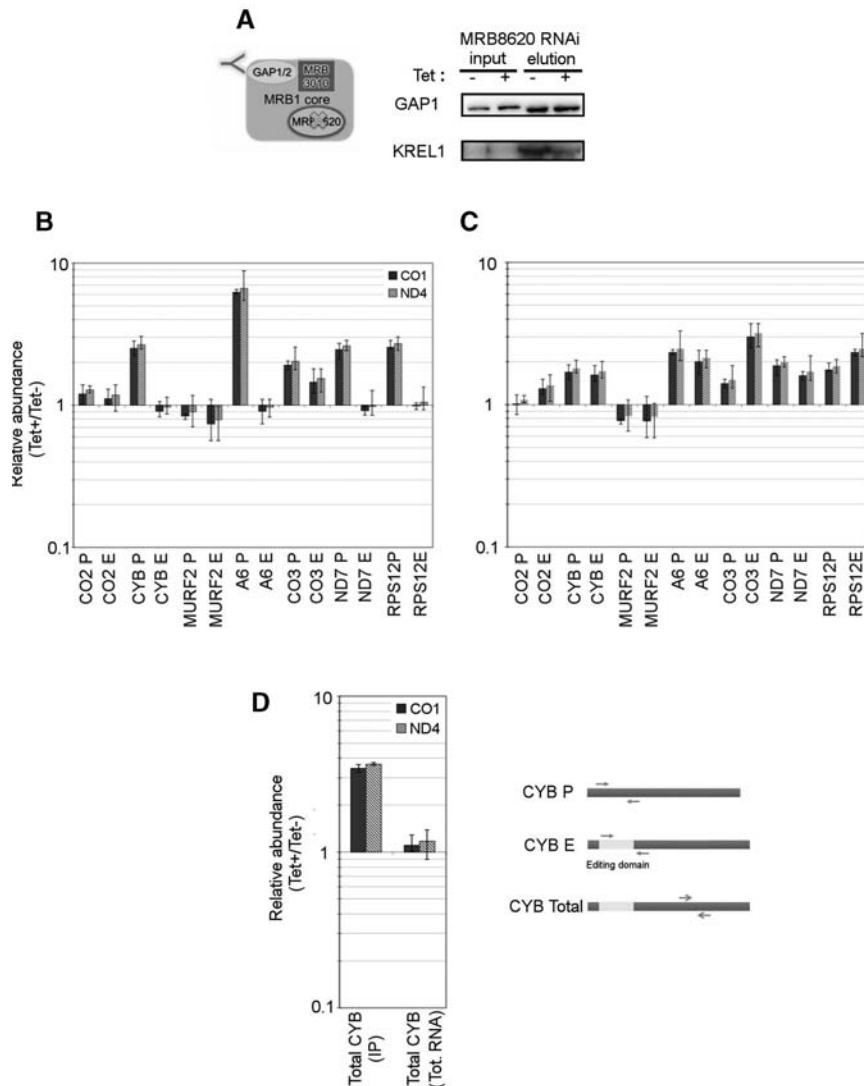 A
GAP1/2
MRB
3010
MRB1 core
MRB8620 RNAi
input elution
Tet : - + - +
GAP1
KREL1
B
C
10
1
0.1
Relative abundance
(Tet+/Tet-)
CO1
ND4
CO2 P
CO2 E
CYB P
CYB E
MURF2 P
MURF2 E
A6 P
A6 E
CO3 P
CO3 E
ND7 P
ND7 E
RPS12P
RPS12E
10
1
0.1
CO2 P
CO2 E
CYB P
CYB E
MURF2 P
MURF2 E
A6 P
A6 E
CO3 P
CO3 E
ND7 P
ND7 E
RPS12P
RPS12E
D
10
1
0.1
Relative abundance
(Tet+/Tet-)
CO1
ND4
Total CYB
(IP)
Total CYB
(Tot. RNA)
CYB P
CYB E
Editing domain
CYB Total